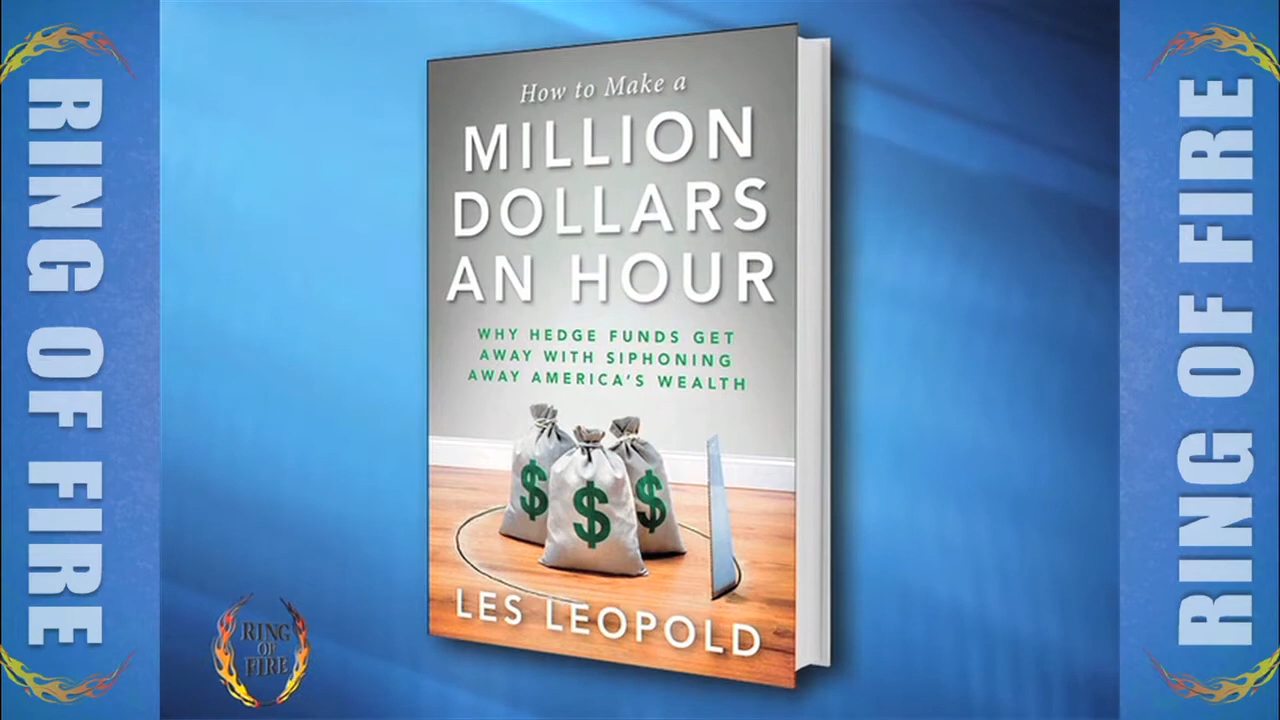 RING OF FIRE
How to Make a
MILLION
DOLLARS
AN HOUR
WHY HEDGE FUNDS GET
AWAY WITH SIPHONING
AWAY AMERICA'S WEALTH
$ $ $
LES LEOPOLD
RING
OF
FIRE
RING OF FIRE